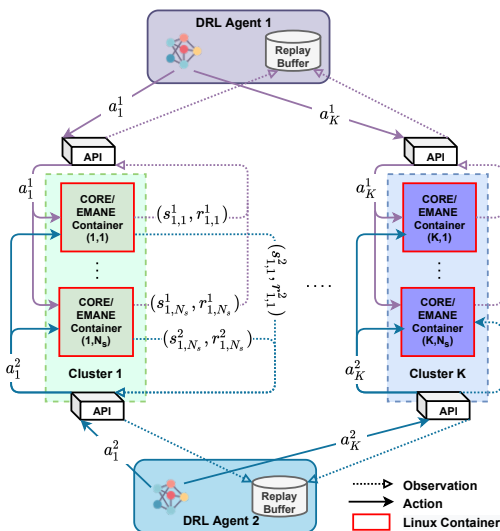 DRL Agent 1
Replay
Buffer
a_1^1
a_K^1
API
API
a_1^1
a_K^1
CORE/
EMANE
Container
(1,1)
(s_{1,1}^1, r_{1,1}^1)
(s_{1,1}^2, r_{1,1}^2)
CORE/
EMANE
Container
(K,1)
⋮
....
⋮
CORE/
EMANE
Container
(1,N_s)
(s_{1,N_s}^1, r_{1,N_s}^1)
(s_{1,N_s}^2, r_{1,N_s}^2)
CORE/
EMANE
Container
(K,N_s)
a_1^2
Cluster 1
a_K^2
Cluster K
API
API
a_1^2
a_K^2
Replay
Buffer
DRL Agent 2
Observation
Action
Linux Container